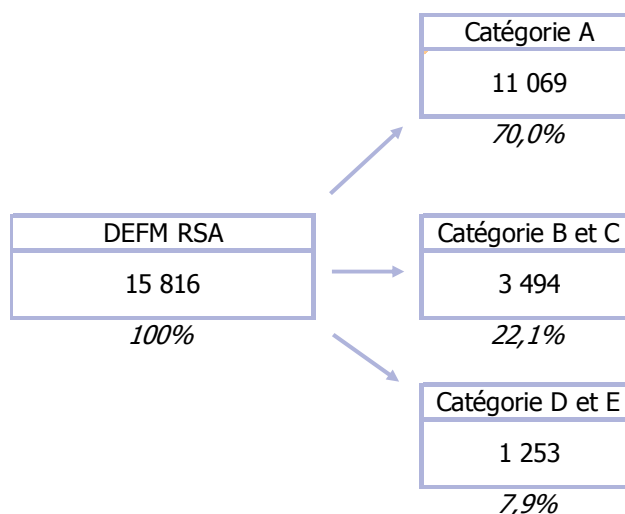 Catégorie A
11 069
70,0%
DEFM RSA
15 816
100%
Catégorie B et C
3 494
22,1%
Catégorie D et E
1 253
7,9%